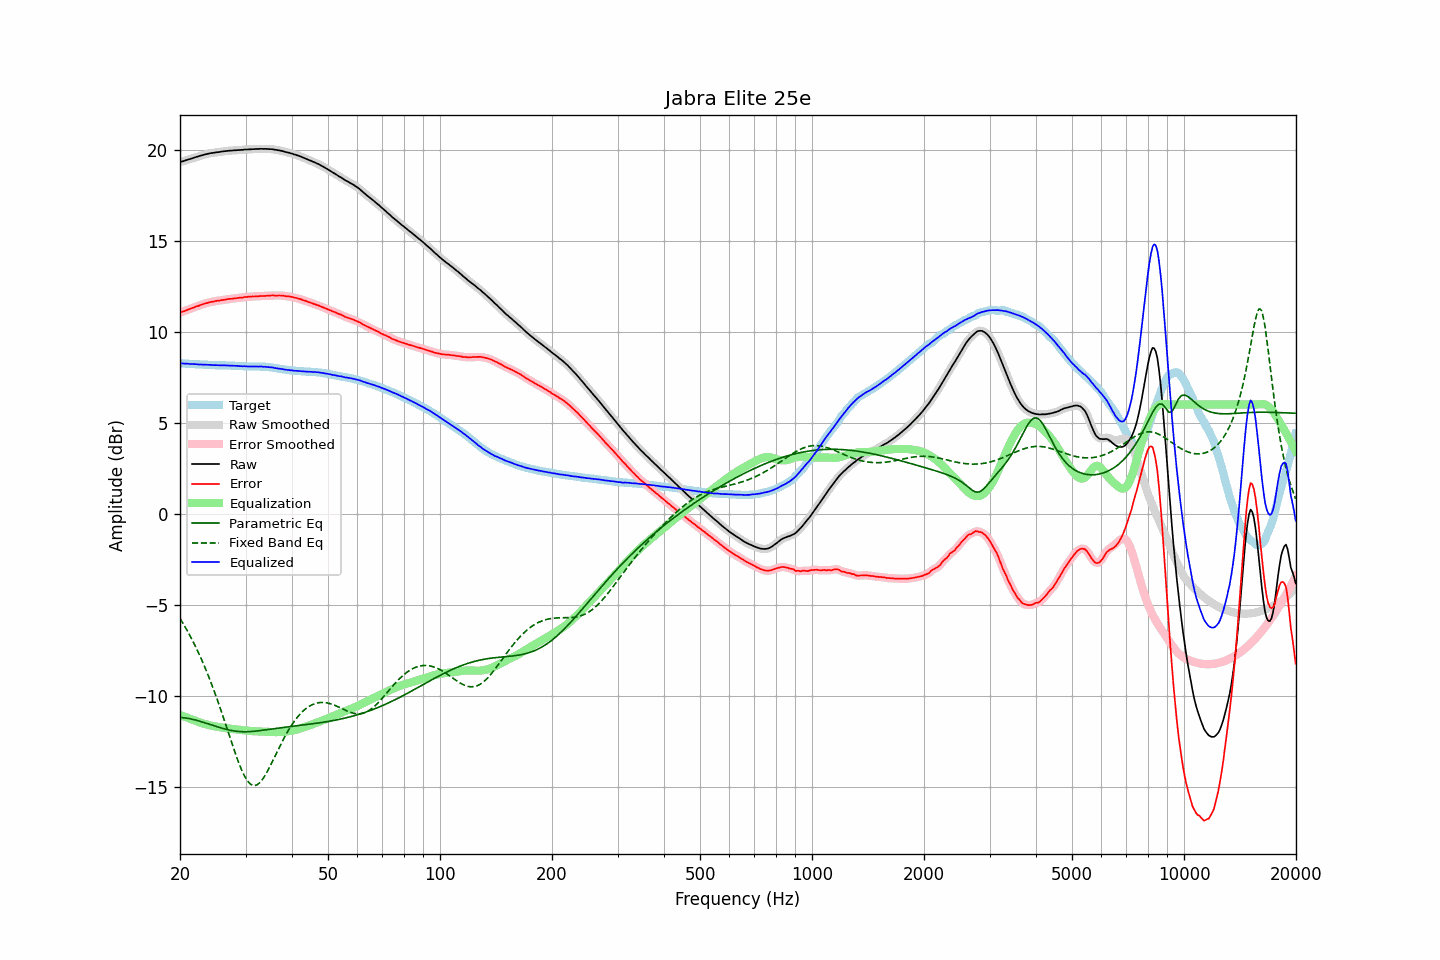 Jabra Elite 25e
Amplitude (dBr)
20
15
10
5
0
−5
−10
−15
Target
Raw Smoothed
Error Smoothed
Raw
Error
Equalization
Parametric Eq
Fixed Band Eq
Equalized
20 50 100 200 500 1000 2000 5000 10000 20000
Frequency (Hz)